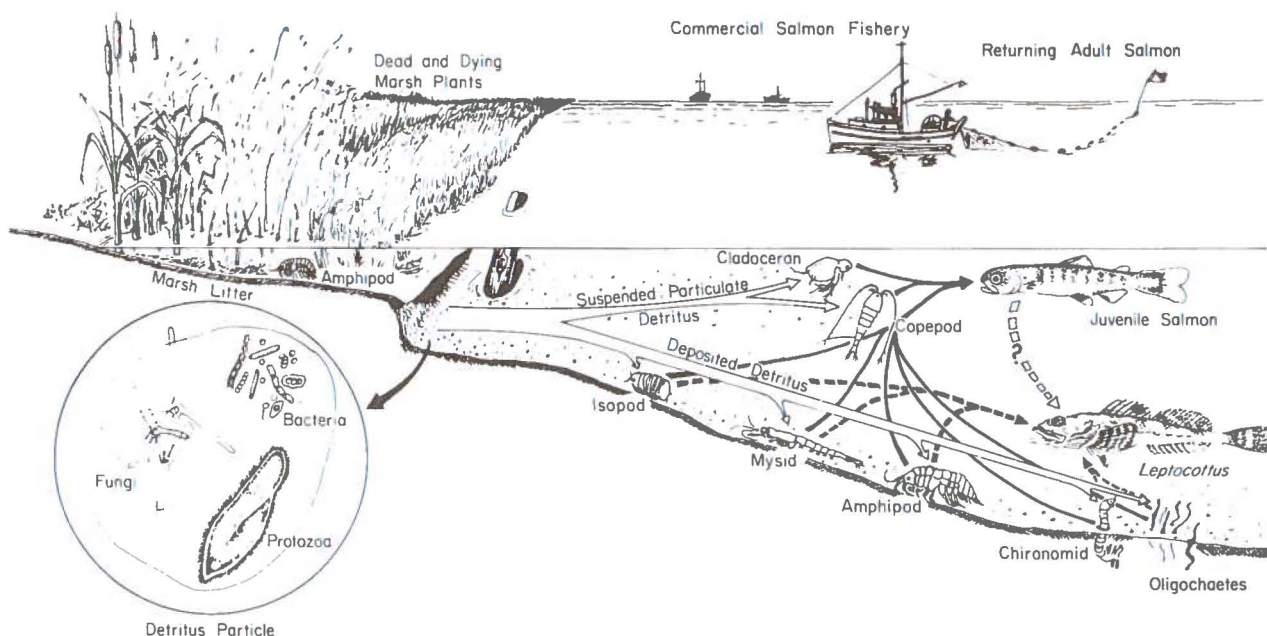 Commercial Salmon Fishery
Returning Adult Salmon
Dead and Dying
Marsh Plants
Cladoceran
Amphipod
Marsh Litter
Suspended Particulate
Detritus
Copepod
Juvenile Salmon
Deposited Detritus
Isopod
Bacteria
Mysid
Leptocottus
Fungi
Amphipod
Protozoa
Chironomid
Oligochaetes
Detritus Particle